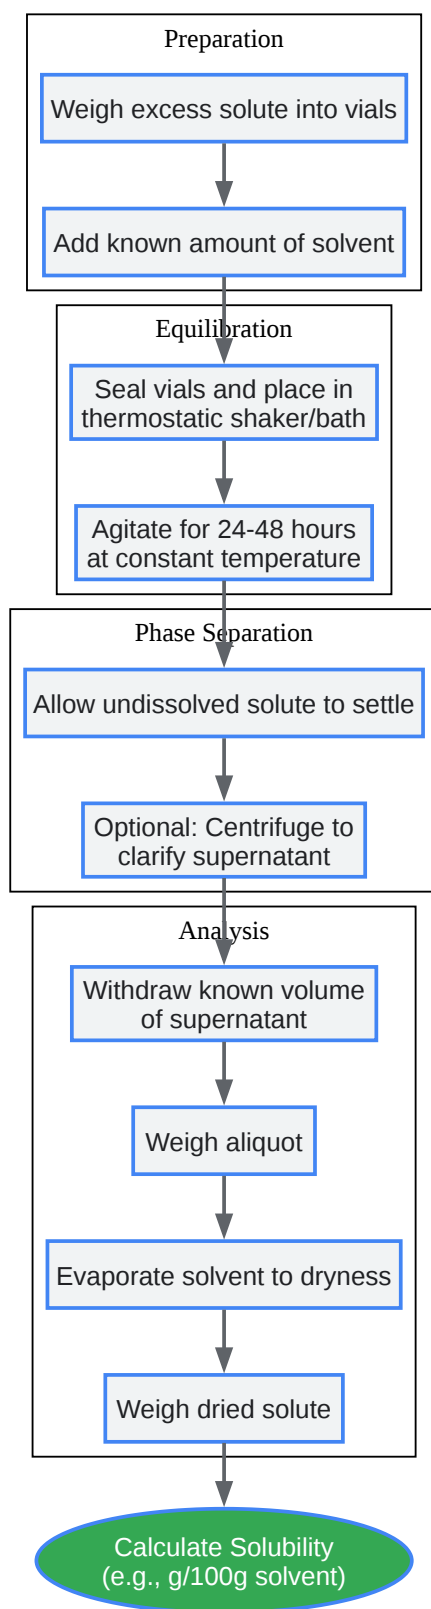 Preparation
Weigh excess solute into vials
Add known amount of solvent
Equilibration
Seal vials and place in
thermostatic shaker/bath
Agitate for 24-48 hours
at constant temperature
Phase Separation
Allow undissolved solute to settle
Optional: Centrifuge to
clarify supernatant
Analysis
Withdraw known volume
of supernatant
Weigh aliquot
Evaporate solvent to dryness
Weigh dried solute
Calculate Solubility
(e.g., g/100g solvent)